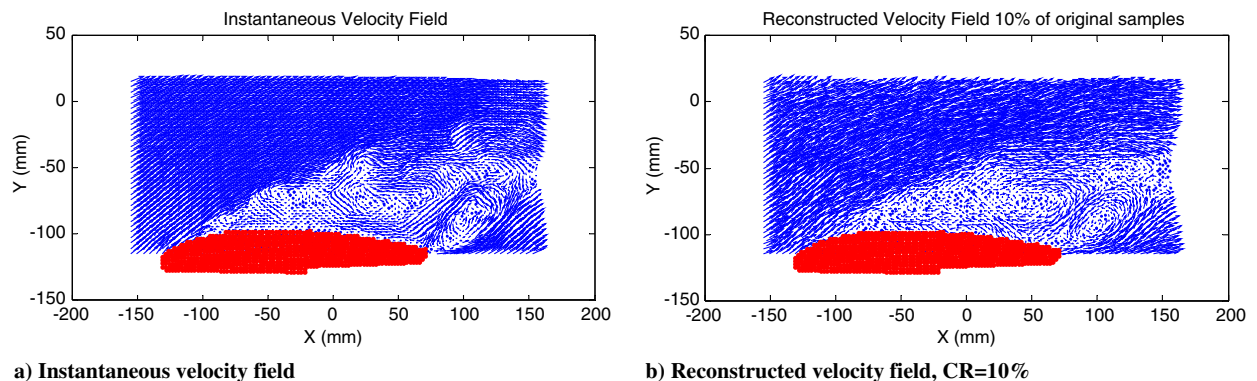 Instantaneous Velocity Field
50
0
-50
-100
-150
Y (mm)
-200 -150 -100 -50 0 50 100 150 200
X (mm)
a) Instantaneous velocity field
Reconstructed Velocity Field 10% of original samples
50
0
-50
-100
-150
Y (mm)
-200 -150 -100 -50 0 50 100 150 200
X (mm)
b) Reconstructed velocity field, CR=10%